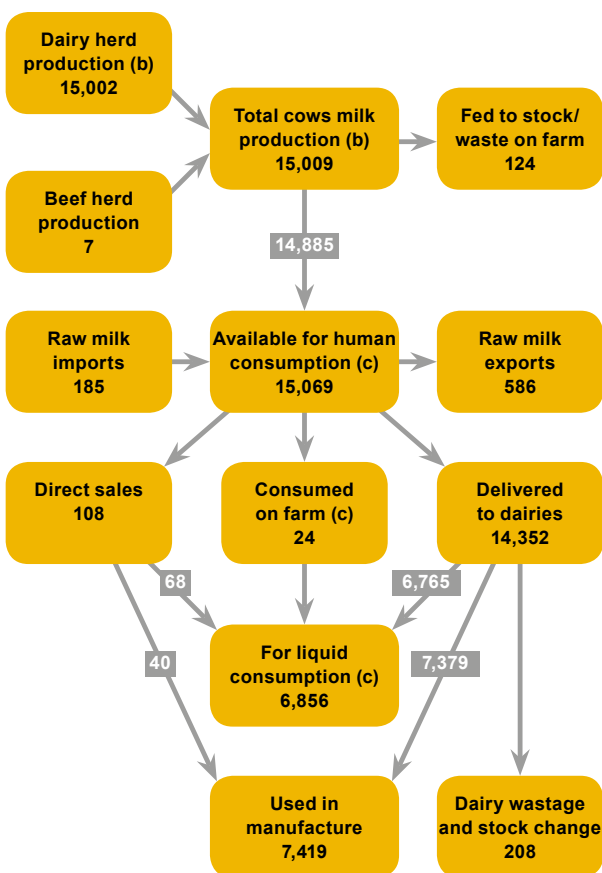 Dairy herd
production (b)
15,002
Total cows milk
production (b)
15,009
Fed to stock/
waste on farm
124
Beef herd
production
7
14,885
Raw milk
imports
185
Available for human
consumption (c)
15,069
Raw milk
exports
586
Direct sales
108
Consumed
on farm (c)
24
Delivered
to dairies
14,352
68
6,765
40
For liquid
consumption (c)
6,856
7,379
Used in
manufacture
7,419
Dairy wastage
and stock change
208